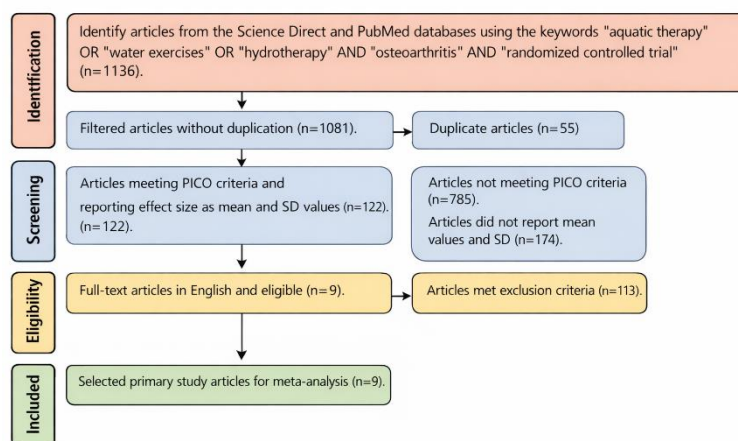 Identification
Identify articles from the Science Direct and PubMed databases using the keywords "aquatic therapy"
OR "water exercises" OR "hydrotherapy" AND "osteoarthritis" AND "randomized controlled trial"
(n=1136).
Filtered articles without duplication (n=1081).
Duplicate articles (n=55)
Screening
Articles meeting PICO criteria and
reporting effect size as mean and SD values (n=122).
(n=122).
Articles not meeting PICO criteria
(n=785).
Articles did not report mean
values and SD (n=174).
Eligibility
Full-text articles in English and eligible (n=9).
Articles met exclusion criteria (n=113).
Included
Selected primary study articles for meta-analysis (n=9).